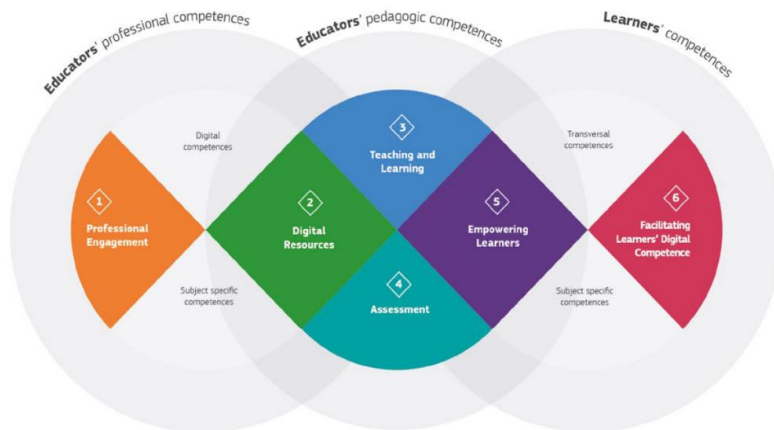 Educators' professional competences
Educators' pedagogic competences
Learners' competences
Digital
competences
Transversal
competences
1
Professional
Engagement
2
Digital
Resources
3
Teaching and
Learning
4
Assessment
5
Empowering
Learners
6
Facilitating
Learners' Digital
Competence
Subject specific
competences
Subject specific
competences